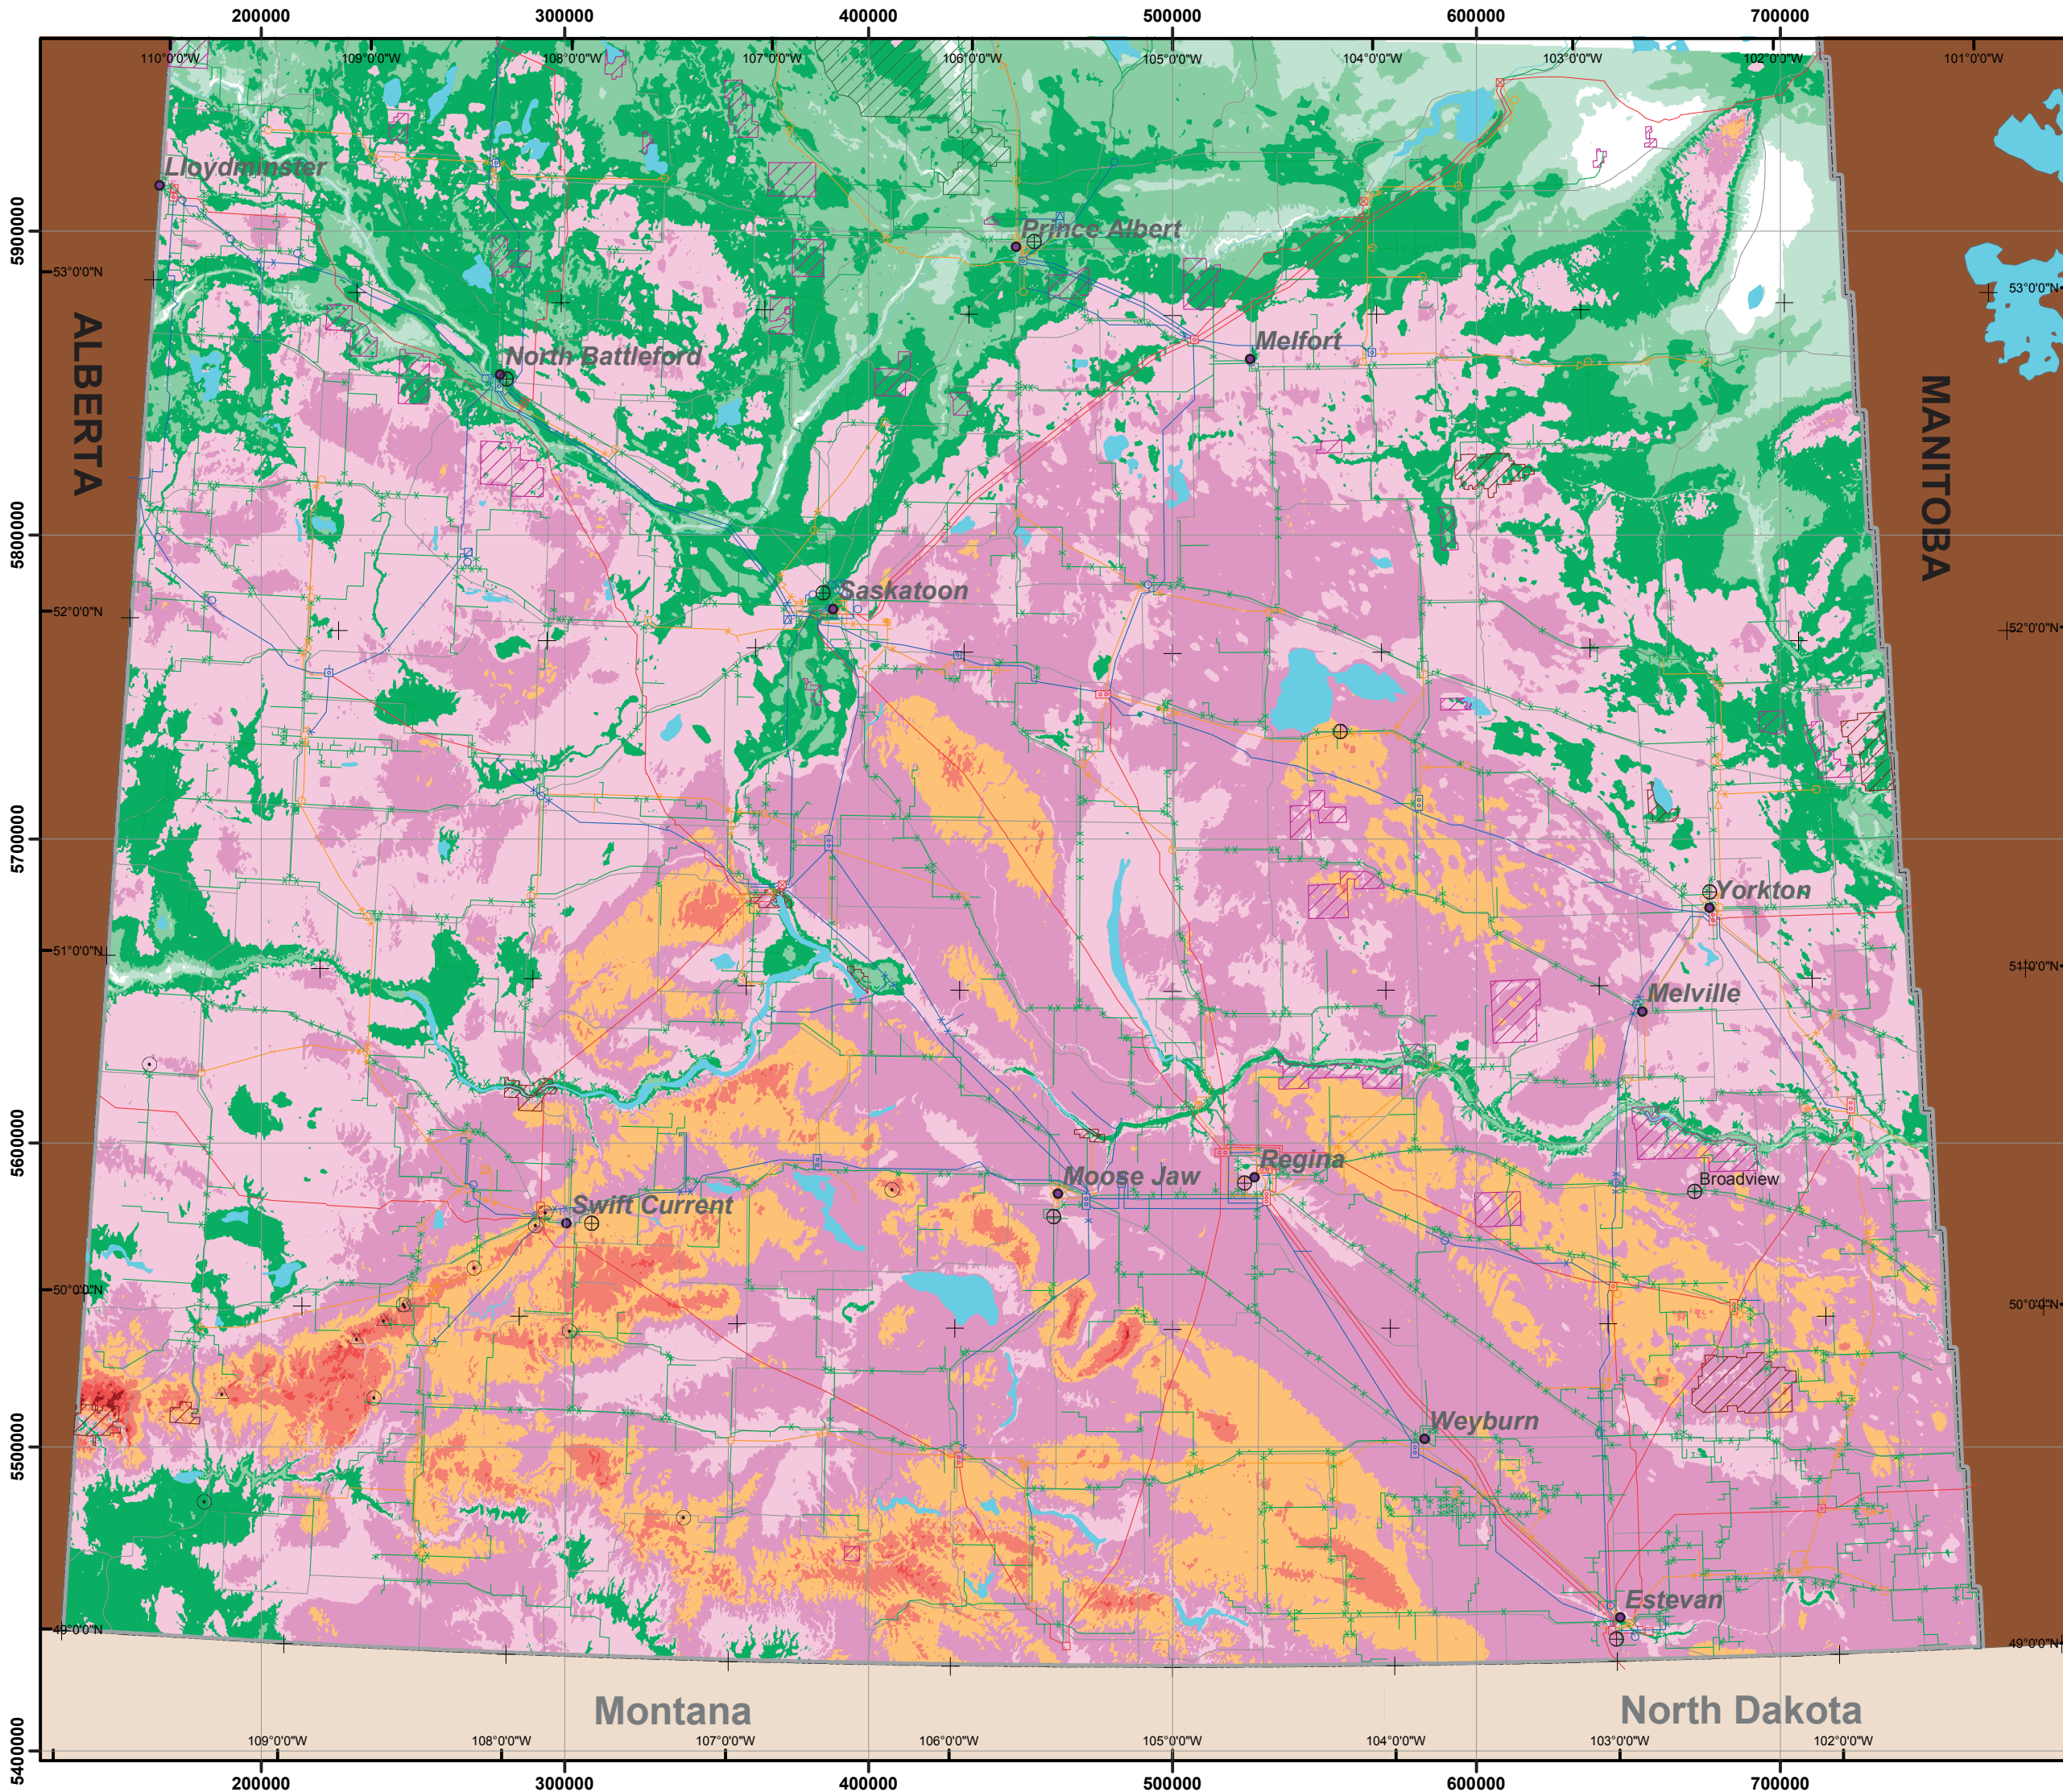 200000 300000 400000 500000 600000 700000
110°0'0"W 109°0'0"W 108°0'0"W 107°0'0"W 106°0'0"W 105°0'0"W 104°0'0"W 103°0'0"W 102°0'0"W 101°0'0"W
Lloydminster
5900000
Prince Albert
53°0'0"N
53°0'0"N
ALBERTA
North Battleford
Melfort
MANITOBA
5800000
Saskatoon
52°0'0"N
52°0'0"N
5700000
Yorkton
51°0'0"N
51°0'0"N
Melville
5600000
Regina
Moose Jaw
Broadview
Swift Current
50°0'0"N
50°0'0"N
Weyburn
5500000
Estevan
49°0'0"N
49°0'0"N
Montana
North Dakota
5400000
109°0'0"W 108°0'0"W 107°0'0"W 106°0'0"W 105°0'0"W 104°0'0"W 103°0'0"W 102°0'0"W
200000 300000 400000 500000 600000 700000